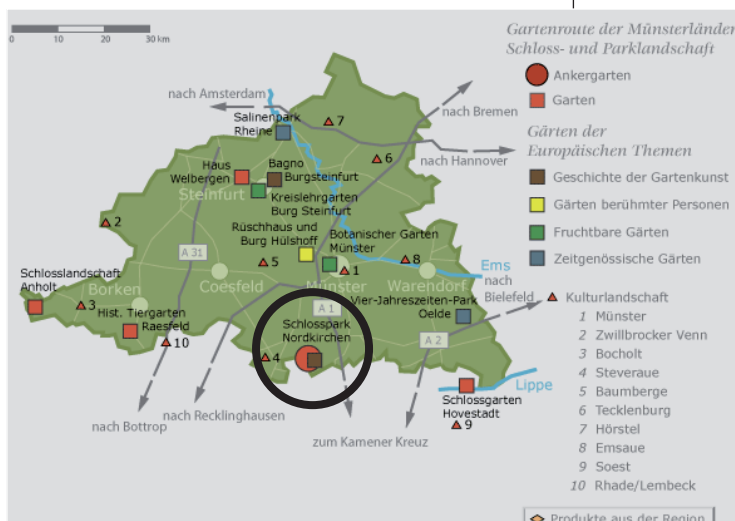 0 10 20 30 km
Gartenroute der Münsterländer
Schloss- und Parklandschaft
Ankergarten
Garten
Gärten der
Europäischen Themen
Geschichte der Gartenkunst
Gärten berühmter Personen
Fruchtbare Gärten
Zeitgenössische Gärten
Kulturlandschaft
1 Münster
2 Zwillbrocker Venn
3 Bocholt
4 Steveraue
5 Baumberge
6 Tecklenburg
7 Hörstel
8 Emsaue
9 Soest
10 Rhade/Lembeck
Produkte aus der Region
nach Amsterdam
nach Bremen
Salinenpark
Rheine
7
6
nach Hannover
Haus
Welbergen
Bagno
Burgsteinfurt
Steinfurt
Kreislehrgarten
Burg Steinfurt
2
Rüschhaus und
Burg Hülshoff
Botanischer Garten
Münster
A 31
5
1
8
Ems
Schlosslandschaft
Anholt
Borken
Coesfeld
Münster
Warendorf
nach
Bielefeld
3
Hist. Tiergarten
Raesfeld
10
A 1
Vier-Jahreszeiten-Park
Oelde
Schlosspark
Nordkirchen
4
A 2
Lippe
Schlossgarten
Hovestadt
9
nach Bottrop
nach Recklinghausen
zum Kamener Kreuz